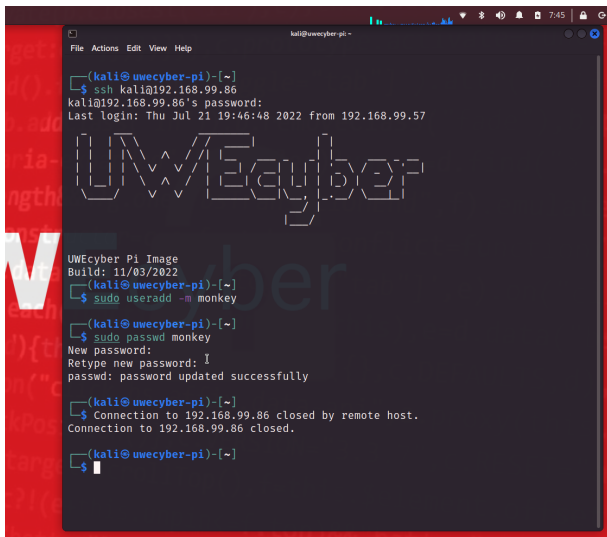 7:45
kali@uwecyber-pi: ~
File Actions Edit View Help
┌──(kali㉿uwecyber-pi)-[~]
└─$ ssh kali@192.168.99.86
kali@192.168.99.86's password:
Last login: Thu Jul 21 19:46:48 2022 from 192.168.99.57
UWEcyber
UWEcyber Pi Image
Build: 11/03/2022
┌──(kali㉿uwecyber-pi)-[~]
└─$ sudo useradd -m monkey
┌──(kali㉿uwecyber-pi)-[~]
└─$ sudo passwd monkey
New password:
Retype new password:
passwd: password updated successfully
┌──(kali㉿uwecyber-pi)-[~]
└─$ Connection to 192.168.99.86 closed by remote host.
Connection to 192.168.99.86 closed.
┌──(kali㉿uwecyber-pi)-[~]
└─$